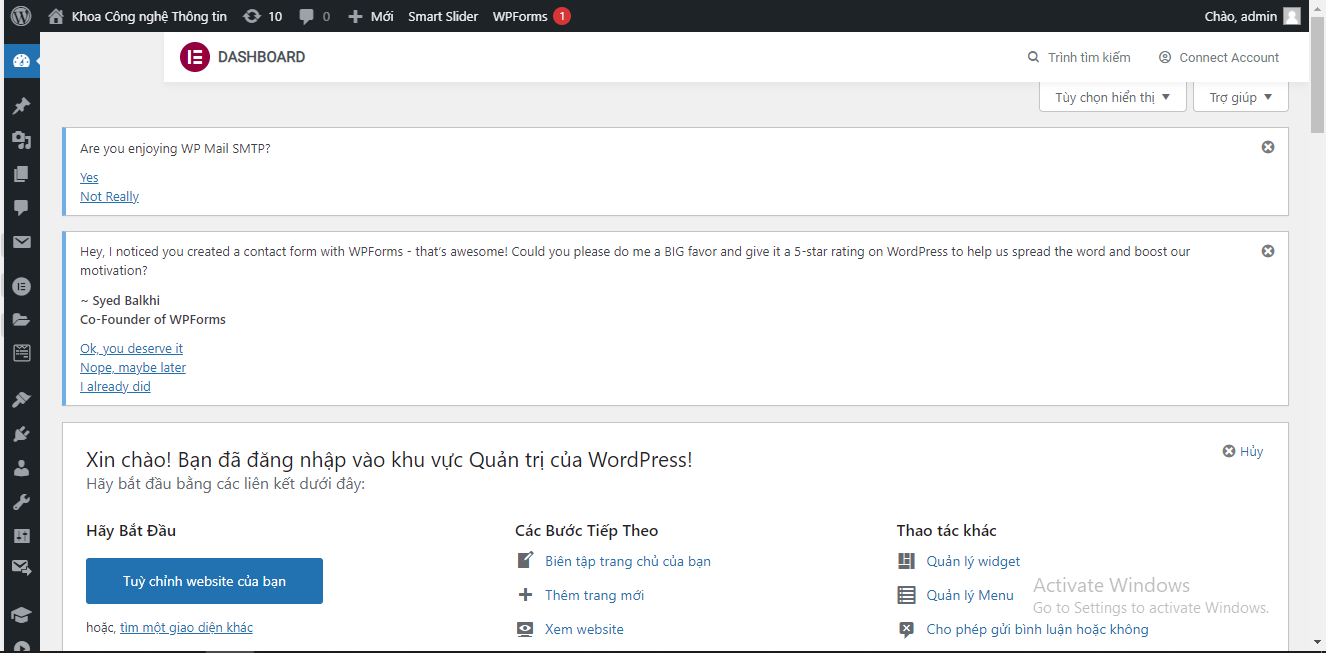 Khoa Công nghệ Thông tin 10 0 Mới Smart Slider WPForms 1 Chào, admin
DASHBOARD Trình tìm kiếm Connect Account
Tùy chọn hiển thị Trợ giúp
Are you enjoying WP Mail SMTP?
Yes
Not Really
Hey, I noticed you created a contact form with WPForms - that's awesome! Could you please do me a BIG favor and give it a 5-star rating on WordPress to help us spread the word and boost our
motivation?
~ Syed Balkhi
Co-Founder of WPForms
Ok, you deserve it
Nope, maybe later
I already did
Xin chào! Bạn đã đăng nhập vào khu vực Quản trị của WordPress!
Hủy
Hãy bắt đầu bằng các liên kết dưới đây:
Hãy Bắt Đầu
Tuỳ chỉnh website của bạn
hoặc, tìm một giao diện khác
Các Bước Tiếp Theo
Biên tập trang chủ của bạn
Thêm trang mới
Xem website
Thao tác khác
Quản lý widget
Quản lý Menu
Cho phép gửi bình luận hoặc không
Activate Windows
Go to Settings to activate Windows.